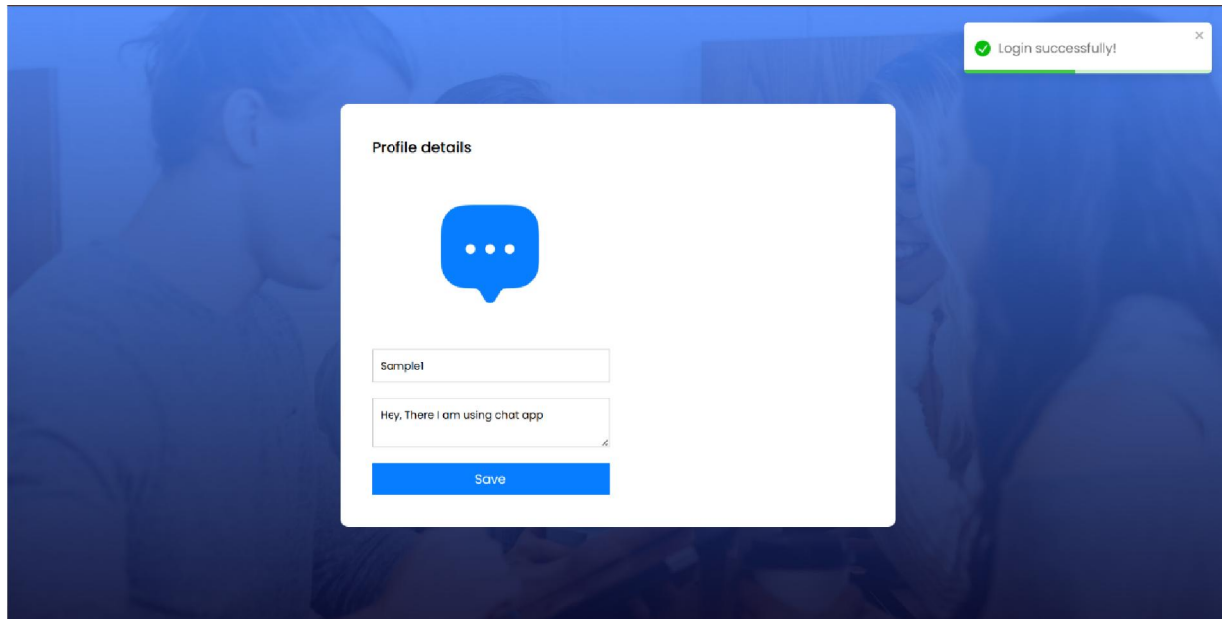 Login successfully!
Profile details
Sample1
Hey, There I am using chat app
Save